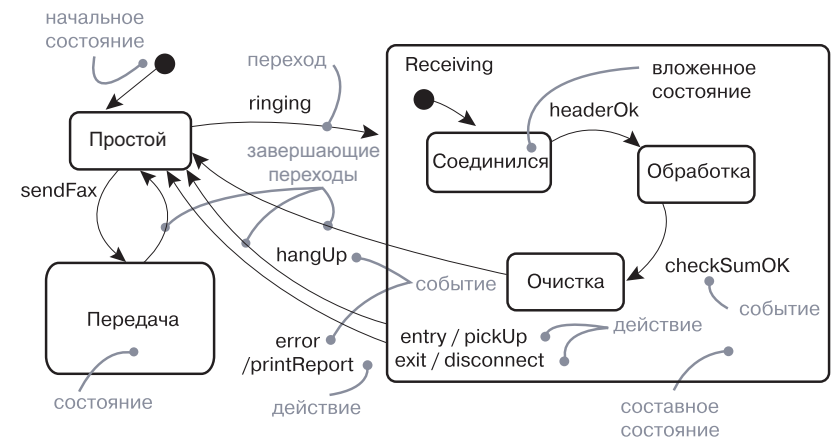 начальное
состояние
переход
ringing
Простой
завершающие
переходы
sendFax
hangUp
событие
Передача
error
/printReport
состояние
действие
Receiving
вложенное
состояние
headerOk
Соединился
Обработка
Очистка
checkSumOK
событие
entry / pickUp
действие
exit / disconnect
составное
состояние